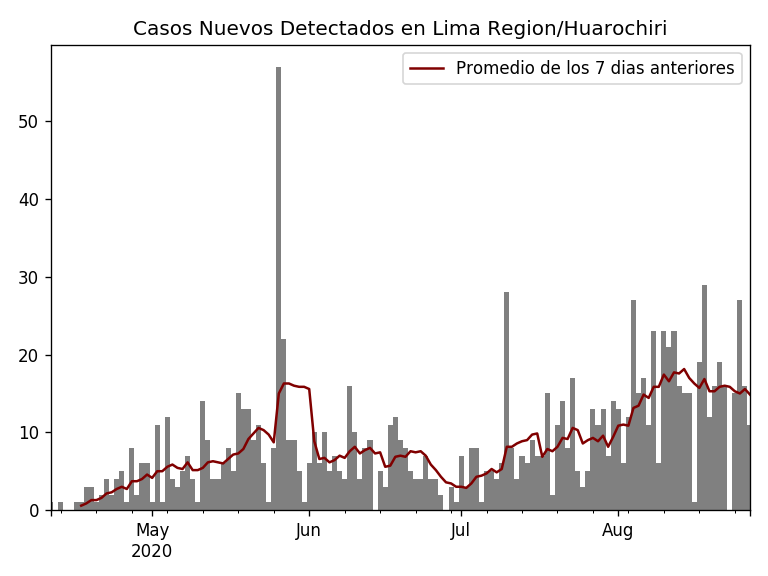 Casos Nuevos Detectados en Lima Region/Huarochiri
Promedio de los 7 dias anteriores
50
40
30
20
10
0
May
2020
Jun
Jul
Aug